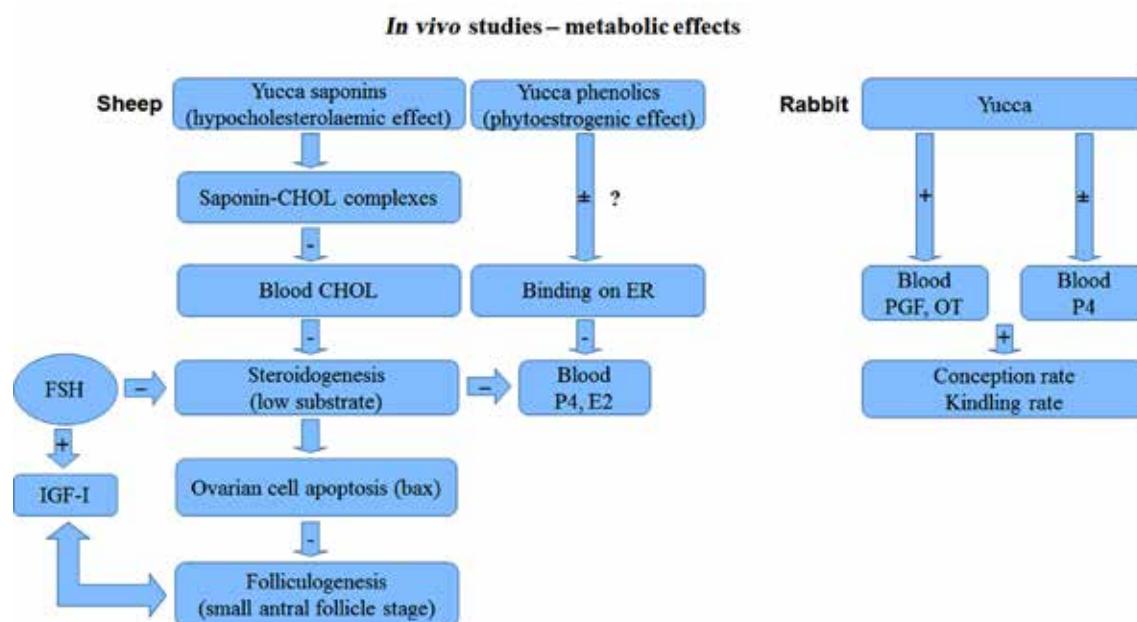 In vivo studies – metabolic effects
Sheep
Yucca saponins
(hypocholesterolaemic effect)
Yucca phenolics
(phytoestrogenic effect)
Rabbit
Yucca
Saponin-CHOL complexes
±
?
+
±
-
Blood CHOL
Binding on ER
Blood
PGF, OT
Blood
P4
-
-
+
FSH
–
Steroidogenesis
(low substrate)
–
Blood
P4, E2
Conception rate
Kindling rate
+
IGF-I
Ovarian cell apoptosis (bax)
-
Folliculogenesis
(small antral follicle stage)